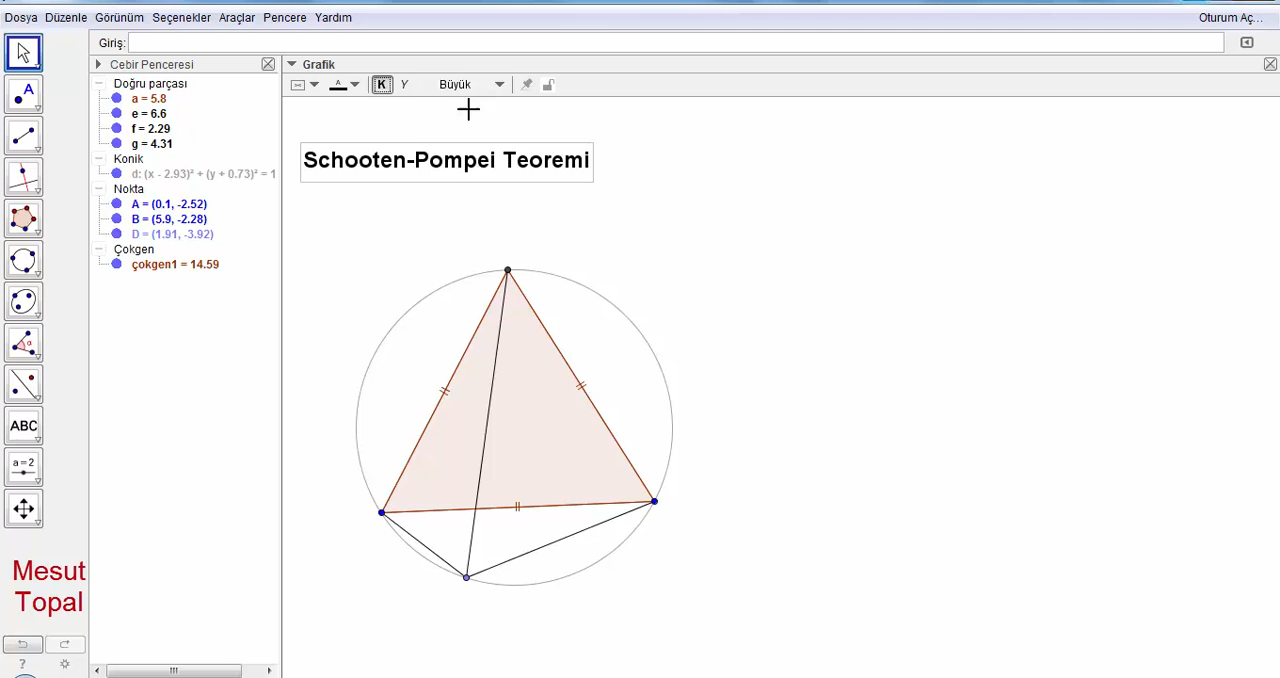 Dosya Düzenle Görünüm Seçenekler Araçlar Pencere Yardım Oturum Aç...
Giriş:
Cebir Penceresi Grafik
K Y Büyük
Doğru parçası
a = 5.8
e = 6.6
f = 2.29
g = 4.31
Konik
d: (x - 2.93)² + (y + 0.73)² = 1
Nokta
A = (0.1, -2.52)
B = (5.9, -2.28)
D = (1.91, -3.92)
Çokgen
çokgen1 = 14.59
Schooten-Pompei Teoremi
A
α
ABC
a = 2
Mesut
Topal
?